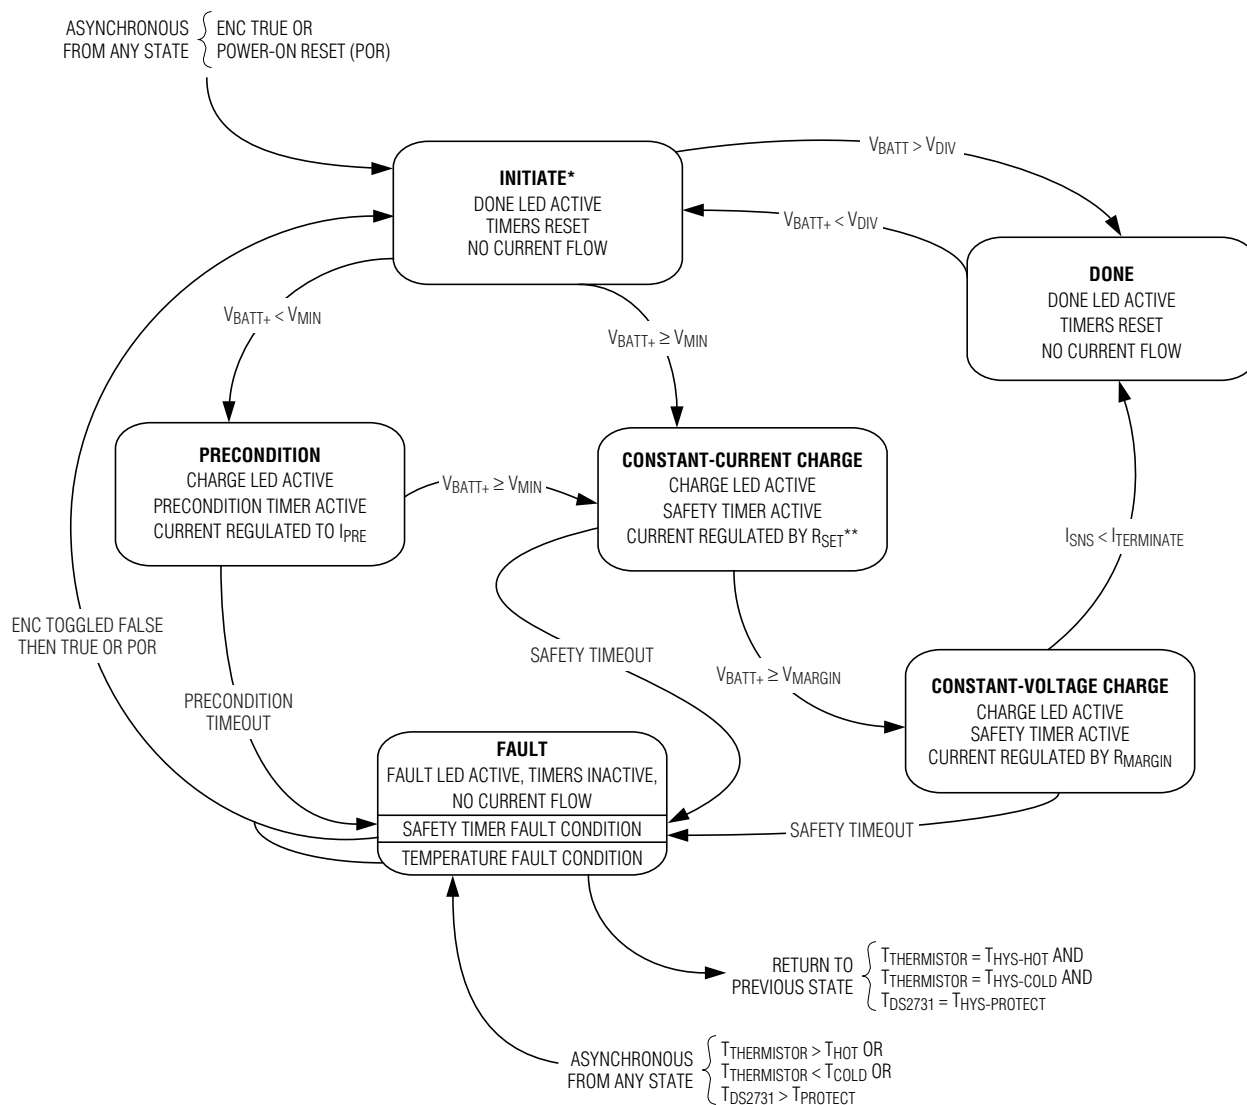 ASYNCHRONOUS
FROM ANY STATE
ENC TRUE OR
POWER-ON RESET (POR)
INITIATE*
DONE LED ACTIVE
TIMERS RESET
NO CURRENT FLOW
VBATT > VDIV
VBATT+ < VDIV
DONE
DONE LED ACTIVE
TIMERS RESET
NO CURRENT FLOW
VBATT+ < VMIN
VBATT+ ≥ VMIN
PRECONDITION
CHARGE LED ACTIVE
PRECONDITION TIMER ACTIVE
CURRENT REGULATED TO IPRE
VBATT+ ≥ VMIN
CONSTANT-CURRENT CHARGE
CHARGE LED ACTIVE
SAFETY TIMER ACTIVE
CURRENT REGULATED BY RSET**
ISNS < ITERMINATE
ENC TOGGLED FALSE
THEN TRUE OR POR
SAFETY TIMEOUT
VBATT+ ≥ VMARGIN
CONSTANT-VOLTAGE CHARGE
CHARGE LED ACTIVE
SAFETY TIMER ACTIVE
CURRENT REGULATED BY RMARGIN
PRECONDITION
TIMEOUT
FAULT
FAULT LED ACTIVE, TIMERS INACTIVE,
NO CURRENT FLOW
SAFETY TIMER FAULT CONDITION
TEMPERATURE FAULT CONDITION
SAFETY TIMEOUT
RETURN TO
PREVIOUS STATE
TTHERMISTOR = THYS-HOT AND
TTHERMISTOR = THYS-COLD AND
TDS2731 = THYS-PROTECT
ASYNCHRONOUS
FROM ANY STATE
TTHERMISTOR > THOT OR
TTHERMISTOR < TCOLD OR
TDS2731 > TPROTECT